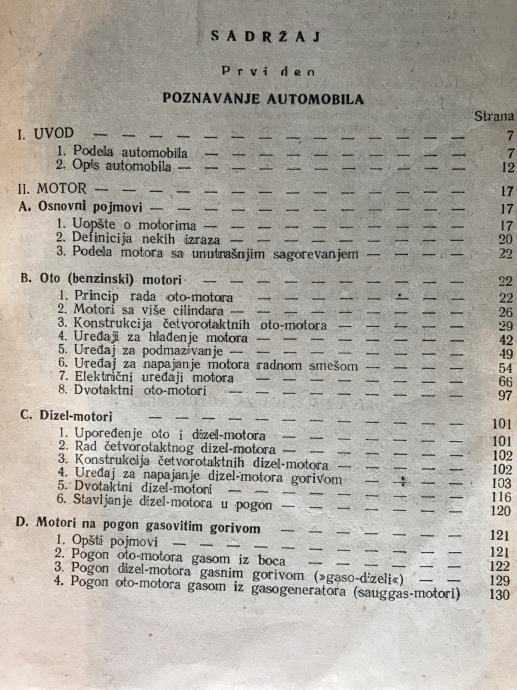 SADRŽAJ
Prvi den
POZNAVANJE AUTOMOBILA
Strana
I. UVOD — — — — — — — — — — — — 7
1. Podela automobila — — — — — — — — — 7
2. Opis automobila — — — — — — — — — — 12
II. MOTOR — — — — — — — — — — — — 17
A. Osnovni pojmovi — — — — — — — — — — 17
1. Uopšte o motorima — — — — — — — — — 17
2. Definicija nekih izraza — — — — — — — — 20
3. Podela motora sa unutrašnjim sagorevanjem — — — — 22
B. Oto (benzinski) motori — — — — — — — — — 22
1. Princip rada oto-motora — — — — — — — — 22
2. Motori sa više cilindara — — — — — — — — 26
3. Konstrukcija četvorotaktnih oto-motora — — — — — 29
4. Uređaji za hlađenje motora — — — — — — — 42
5. Uređaj za podmazivanje — — — — — — — — 49
6. Uređaj za napajanje motora radnom smešom — — — — 54
7. Električni uređaji motora — — — — — — — — 66
8. Dvotaktni oto-motori — — — — — — — — — 97
C. Dizel-motori — — — — — — — — — — — 101
1. Upoređenje oto i dizel-motora — — — — — — — 101
2. Rad četvorotaktnog dizel-motora — — — — — — 102
3. Konstrukcija četvorotaktnih dizel-motora — — — — — 102
4. Uređaj za napajanje dizel-motora gorivom — — — — 103
5. Dvotaktni dizel-motori — — — — — — — — 116
6. Stavljanje dizel-motora u pogon — — — — — — 120
D. Motori na pogon gasovitim gorivom — — — — — — 121
1. Opšti pojmovi — — — — — — — — — — 121
2. Pogon oto-motora gasom iz boca — — — — — — 122
3. Pogon dizel-motora gasnim gorivom (»gaso-dizeli«) — — 129
4. Pogon oto-motora gasom iz gasogeneratora (sauggas-motori) 130